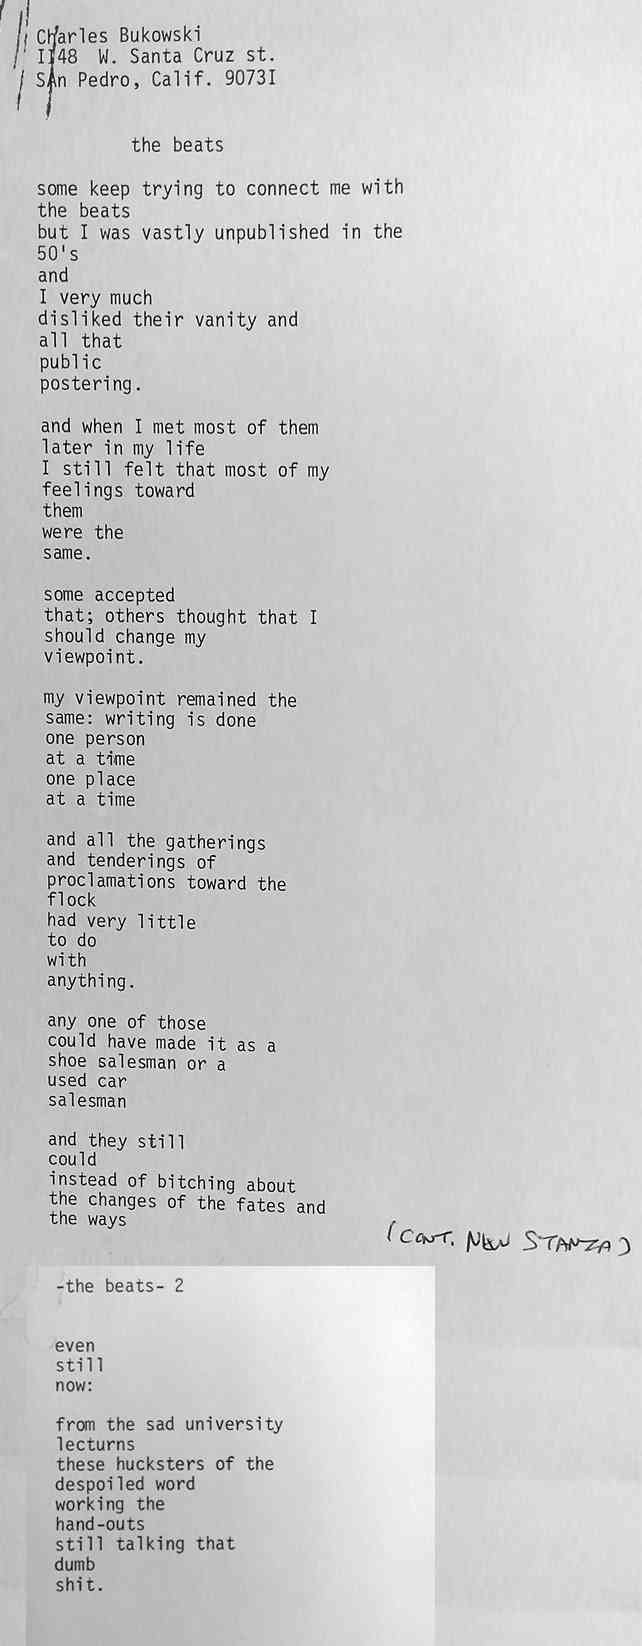 Charles Bukowski
II48 W. Santa Cruz st.
SAn Pedro, Calif. 9073I
the beats
some keep trying to connect me with
the beats
but I was vastly unpublished in the
50's
and
I very much
disliked their vanity and
all that
public
postering.
and when I met most of them
later in my life
I still felt that most of my
feelings toward
them
were the
same.
some accepted
that; others thought that I
should change my
viewpoint.
my viewpoint remained the
same: writing is done
one person
at a time
one place
at a time
and all the gatherings
and tenderings of
proclamations toward the
flock
had very little
to do
with
anything.
any one of those
could have made it as a
shoe salesman or a
used car
salesman
and they still
could
instead of bitching about
the changes of the fates and
the ways
(CONT. NEW STANZA)
-the beats- 2
even
still
now:
from the sad university
lecturns
these hucksters of the
despoiled word
working the
hand-outs
still talking that
dumb
shit.